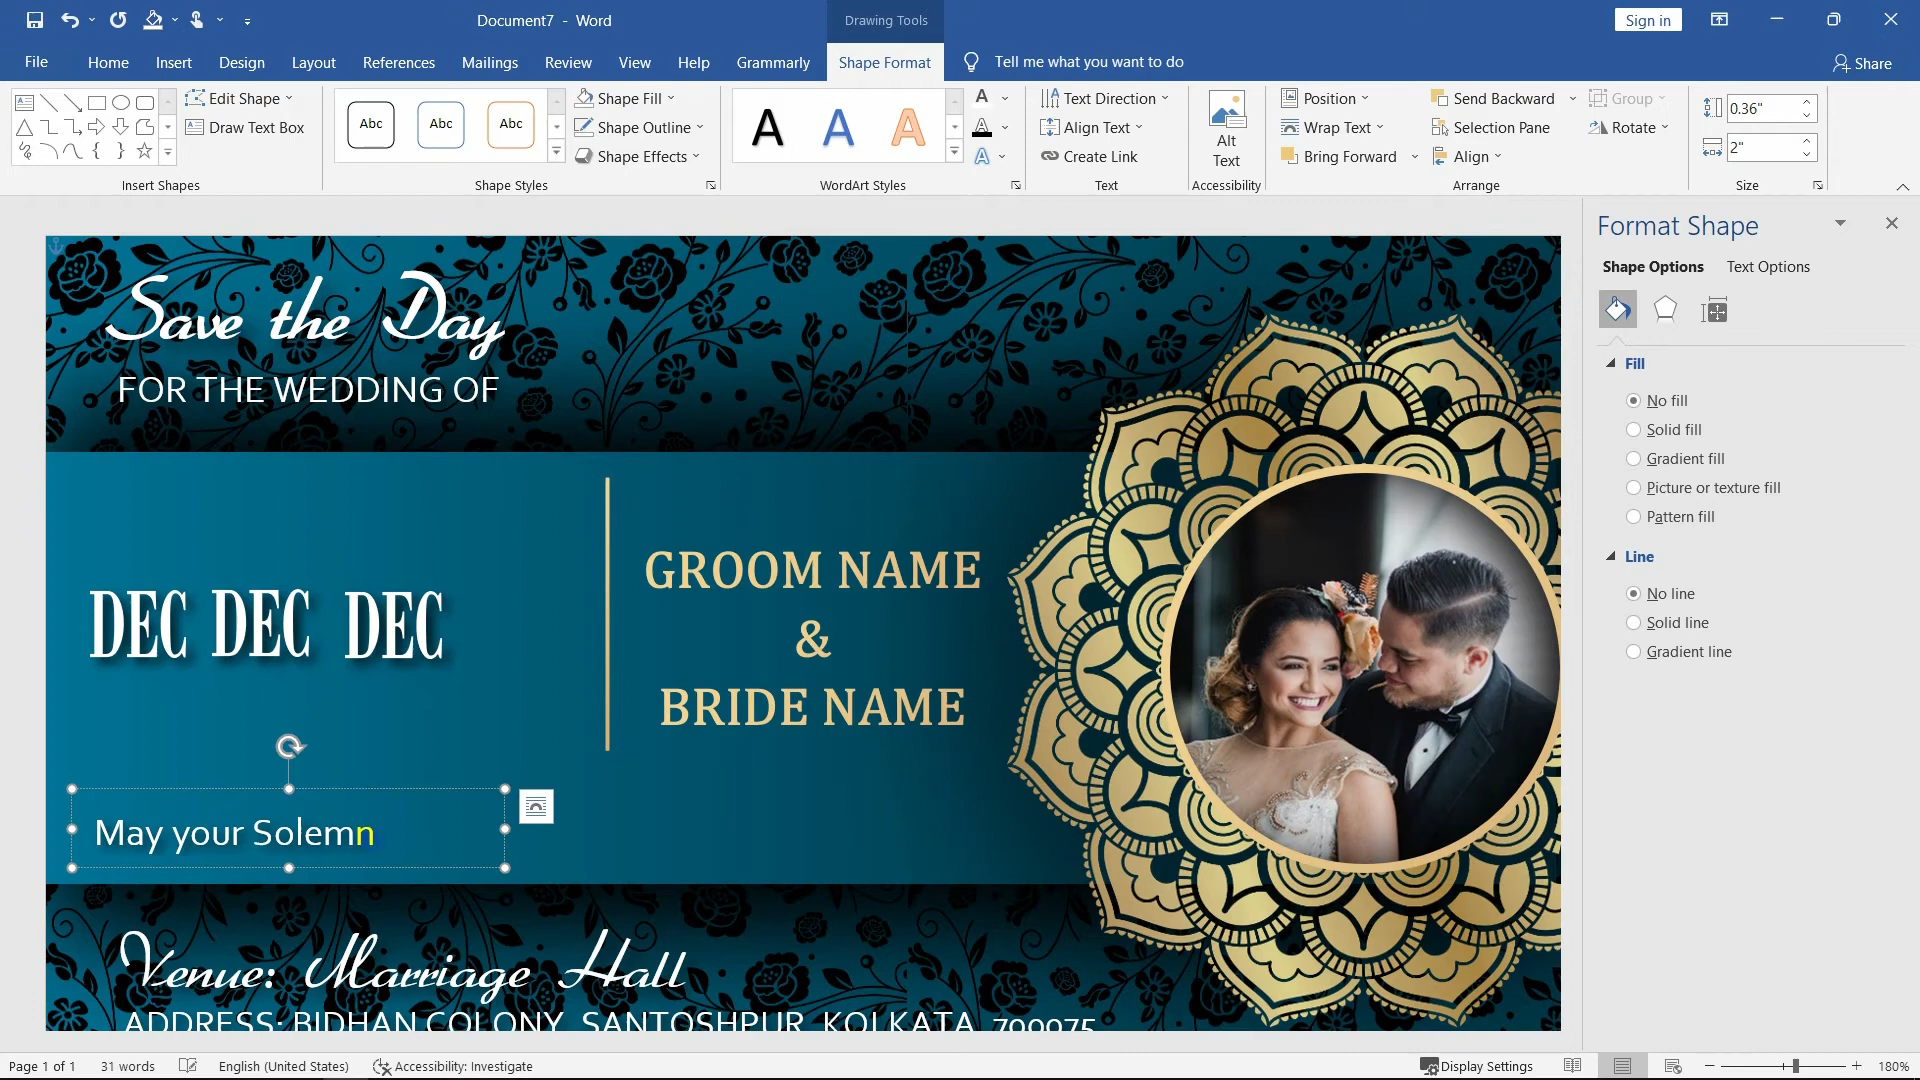 Document7 - Word
Drawing Tools
Sign in
File Home Insert Design Layout References Mailings Review View Help Grammarly Shape Format Tell me what you want to do Share
Edit Shape
Draw Text Box
Insert Shapes
Abc Abc Abc
Shape Fill
Shape Outline
Shape Effects
Shape Styles
A A A
A
A
A
WordArt Styles
Text Direction
Align Text
Create Link
Text
Alt
Text
Accessibility
Position
Wrap Text
Bring Forward
Send Backward
Selection Pane
Align
Group
Rotate
Arrange
0.36"
2"
Size
Save the Day
FOR THE WEDDING OF
DEC DEC DEC
GROOM NAME
&
BRIDE NAME
May your Solemn
Venue: Marriage Hall
ADDRESS: BIDHAN COLONY, SANTOSHPUR, KOLKATA, 700075
Format Shape
Shape Options Text Options
Fill
No fill
Solid fill
Gradient fill
Picture or texture fill
Pattern fill
Line
No line
Solid line
Gradient line
Page 1 of 1 31 words English (United States) Accessibility: Investigate Display Settings 180%